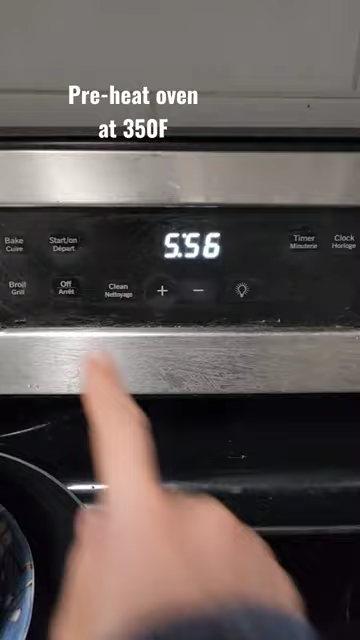 Pre-heat oven
at 350F
5:56
Bake
Cuire
Start/on
Départ
Timer
Minuterie
Clock
Horloge
Broil
Gril
Off
Arrêt
Clean
Nettoyage
+
−